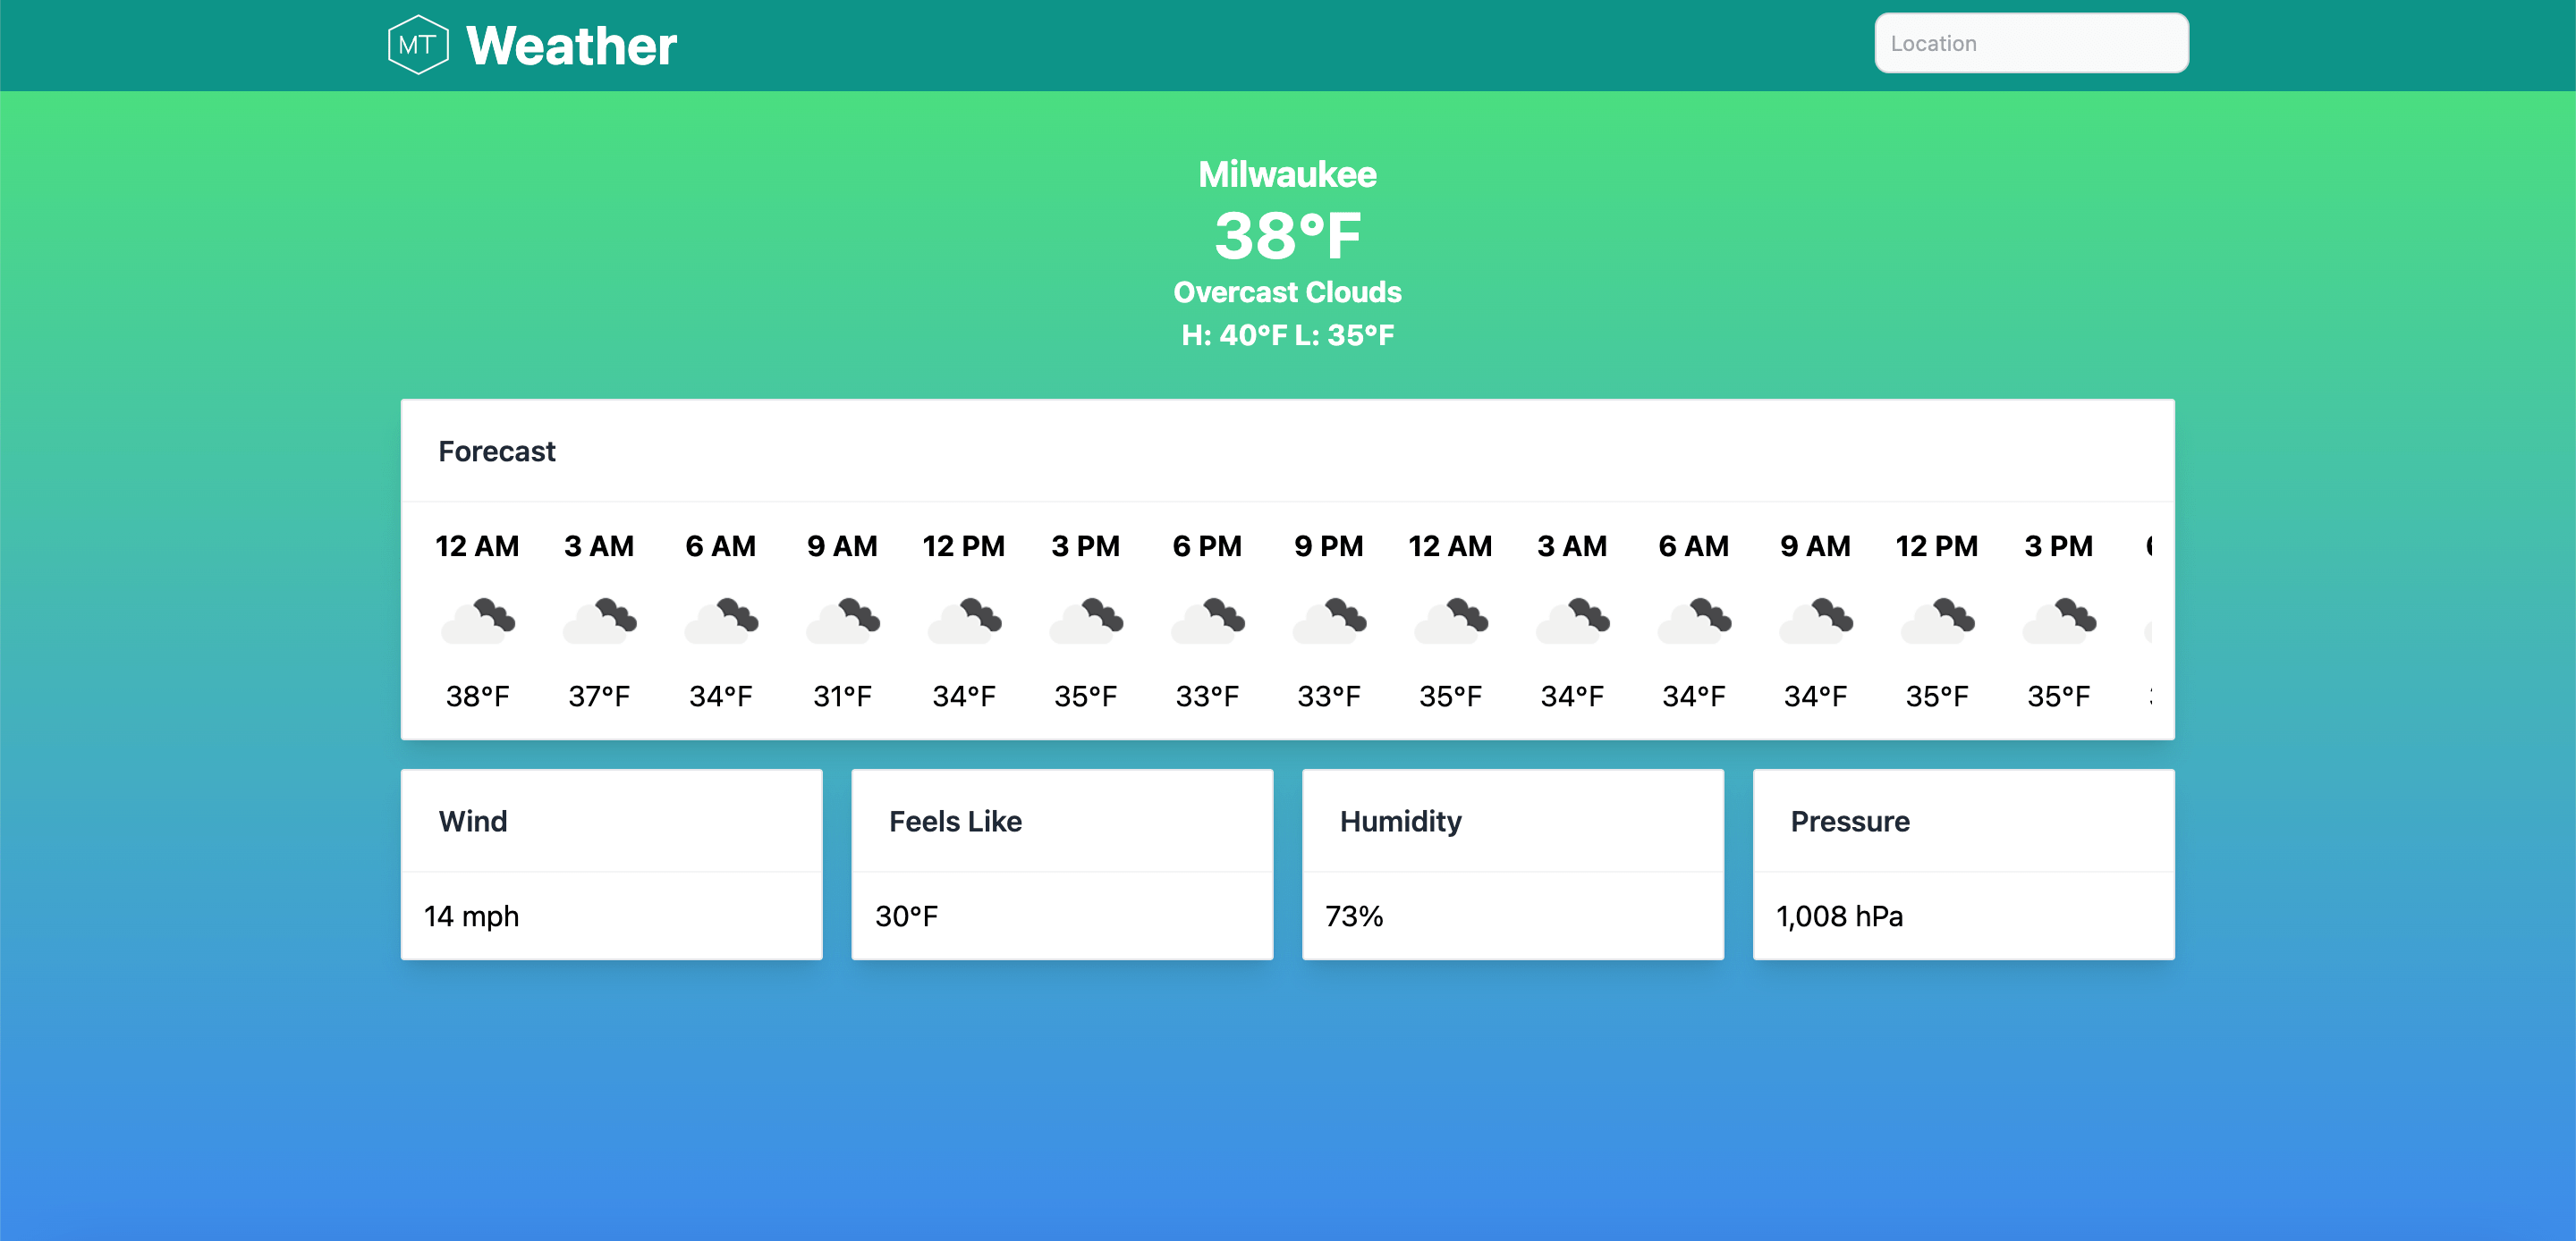 MT Weather
Location
Milwaukee
38°F
Overcast Clouds
H: 40°F L: 35°F
Forecast
12 AM 3 AM 6 AM 9 AM 12 PM 3 PM 6 PM 9 PM 12 AM 3 AM 6 AM 9 AM 12 PM 3 PM
38°F 37°F 34°F 31°F 34°F 35°F 33°F 33°F 35°F 34°F 34°F 34°F 35°F 35°F
Wind
14 mph
Feels Like
30°F
Humidity
73%
Pressure
1,008 hPa